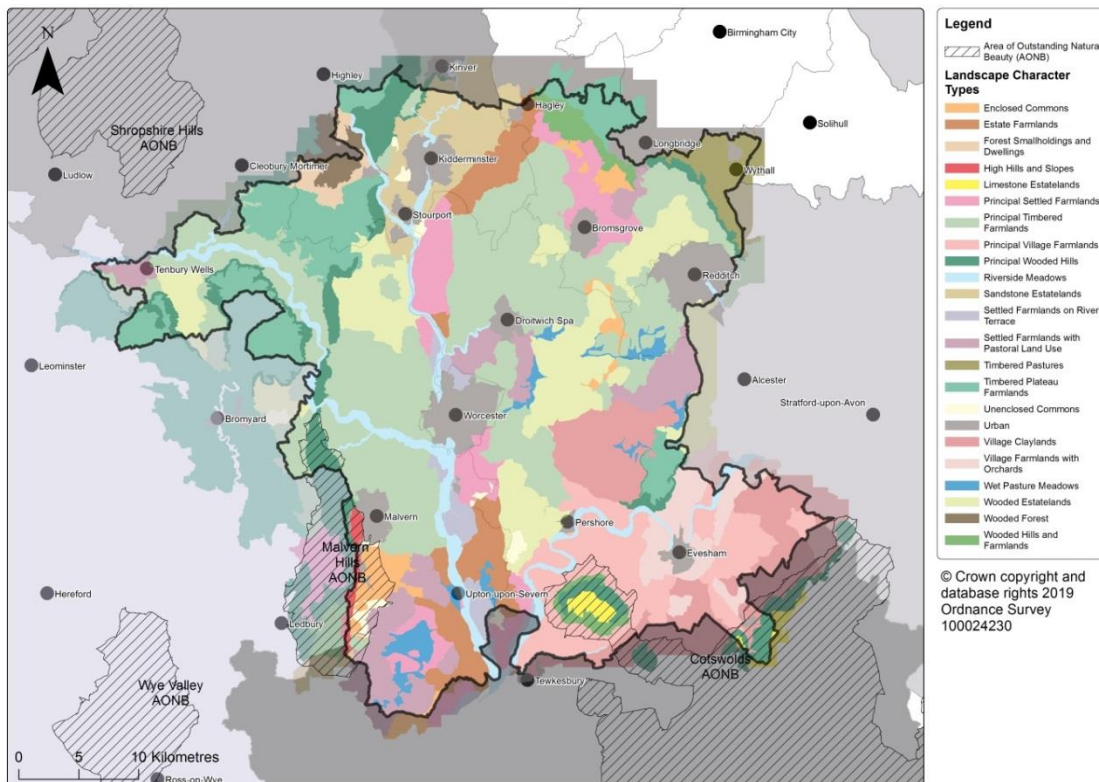 N
Birmingham City
Kinver
Highley
Hagley
Solihull
Shropshire Hills
AONB
Longbridge
Kidderminster
Cleobury Mortimer
Wythall
Ludlow
Stourport
Bromsgrove
Tenbury Wells
Redditch
Droitwich Spa
Leominster
Alcester
Stratford-upon-Avon
Bromyard
Worcester
Malvern
Pershore
Evesham
Malvern
Hills
AONB
Hereford
Upton-upon-Severn
Ledbury
Cotswolds
AONB
Tewkesbury
Wye Valley
AONB
0 5 10 Kilometres
Ross-on-Wye
Legend
Area of Outstanding Natural
Beauty (AONB)
Landscape Character
Types
Enclosed Commons
Estate Farmlands
Forest Smallholdings and
Dwellings
High Hills and Slopes
Limestone Estatelands
Principal Settled Farmlands
Principal Timbered
Farmlands
Principal Village Farmlands
Principal Wooded Hills
Riverside Meadows
Sandstone Estatelands
Settled Farmlands on River
Terrace
Settled Farmlands with
Pastoral Land Use
Timbered Pastures
Timbered Plateau
Farmlands
Unenclosed Commons
Urban
Village Claylands
Village Farmlands with
Orchards
Wet Pasture Meadows
Wooded Estatelands
Wooded Forest
Wooded Hills and
Farmlands
© Crown copyright and
database rights 2019
Ordnance Survey
100024230